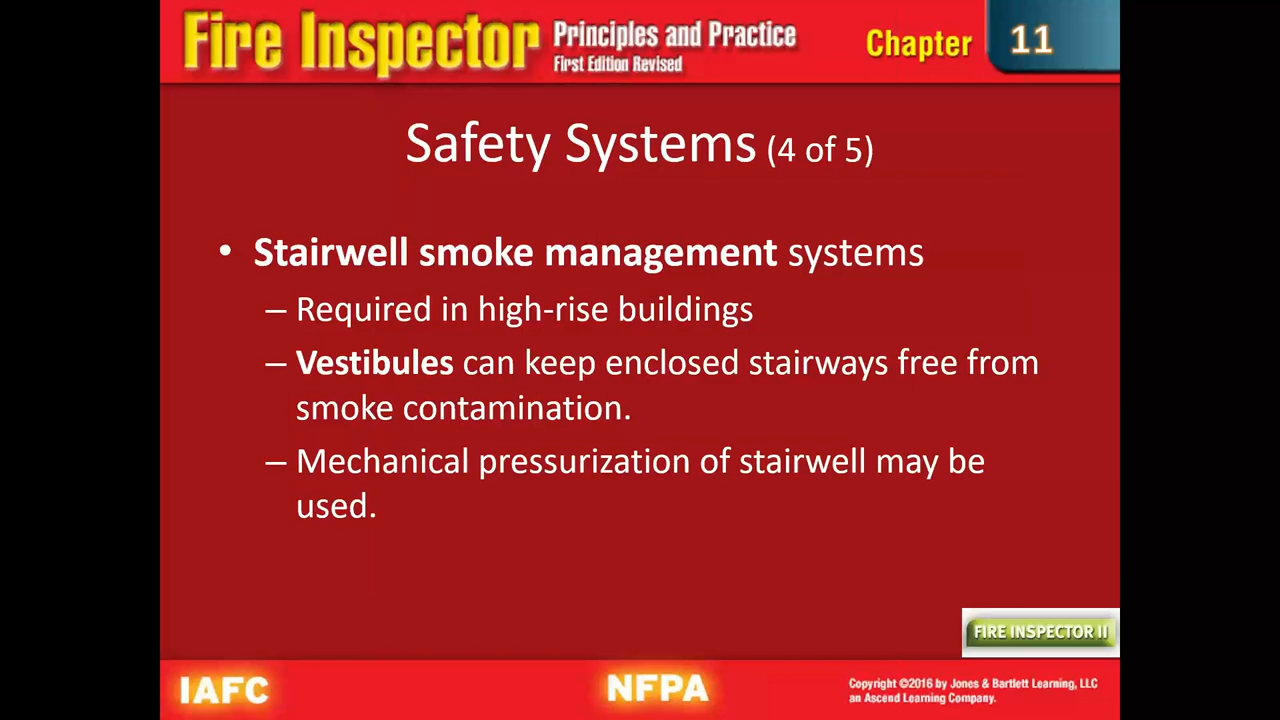 Fire Inspector Principles and Practice
First Edition Revised
Chapter 11
Safety Systems (4 of 5)
• Stairwell smoke management systems
– Required in high-rise buildings
– Vestibules can keep enclosed stairways free from
smoke contamination.
– Mechanical pressurization of stairwell may be
used.
FIRE INSPECTOR II
IAFC
NFPA
Copyright ©2016 by Jones & Bartlett Learning, LLC
an Ascend Learning Company.